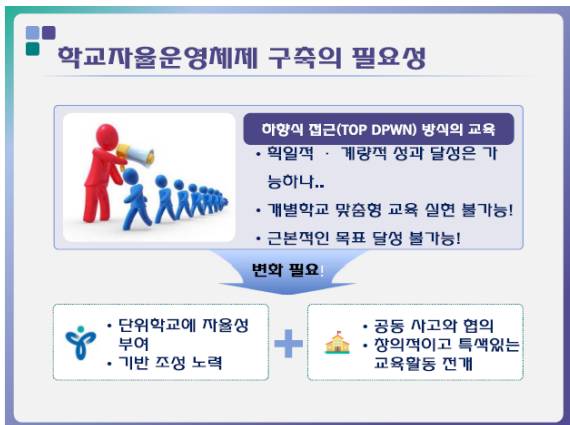 학교자율운영체제 구축의 필요성
하향식 접근(TOP DPWN) 방식의 교육
• 획일적 · 계량적 성과 달성은 가
능하나..
• 개별학교 맞춤형 교육 실현 불가능!
• 근본적인 목표 달성 불가능!
변화 필요!
• 단위학교에 자율성
부여
• 기반 조성 노력
• 공동 사고와 협의
• 창의적이고 특색있는
교육활동 전개